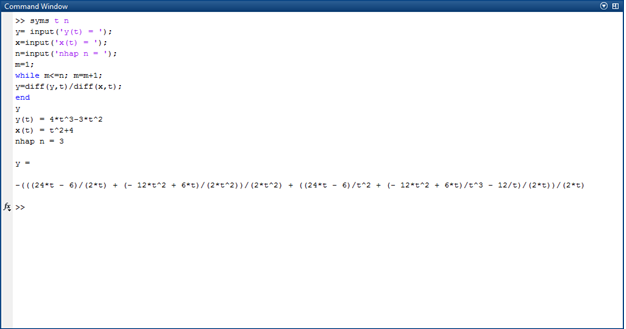 Command Window
>> syms t n
y= input('y(t) = ');
x=input('x(t) = ');
n=input('nhap n = ');
m=1;
while m<=n; m=m+1;
y=diff(y,t)/diff(x,t);
end
y
y(t) = 4*t^3-3*t^2
x(t) = t^2+4
nhap n = 3
y =
-(((24*t - 6)/(2*t) + (- 12*t^2 + 6*t)/(2*t^2))/(2*t^2) + ((24*t - 6)/t^2 + (- 12*t^2 + 6*t)/t^3 - 12/t)/(2*t))/(2*t)
fx >>